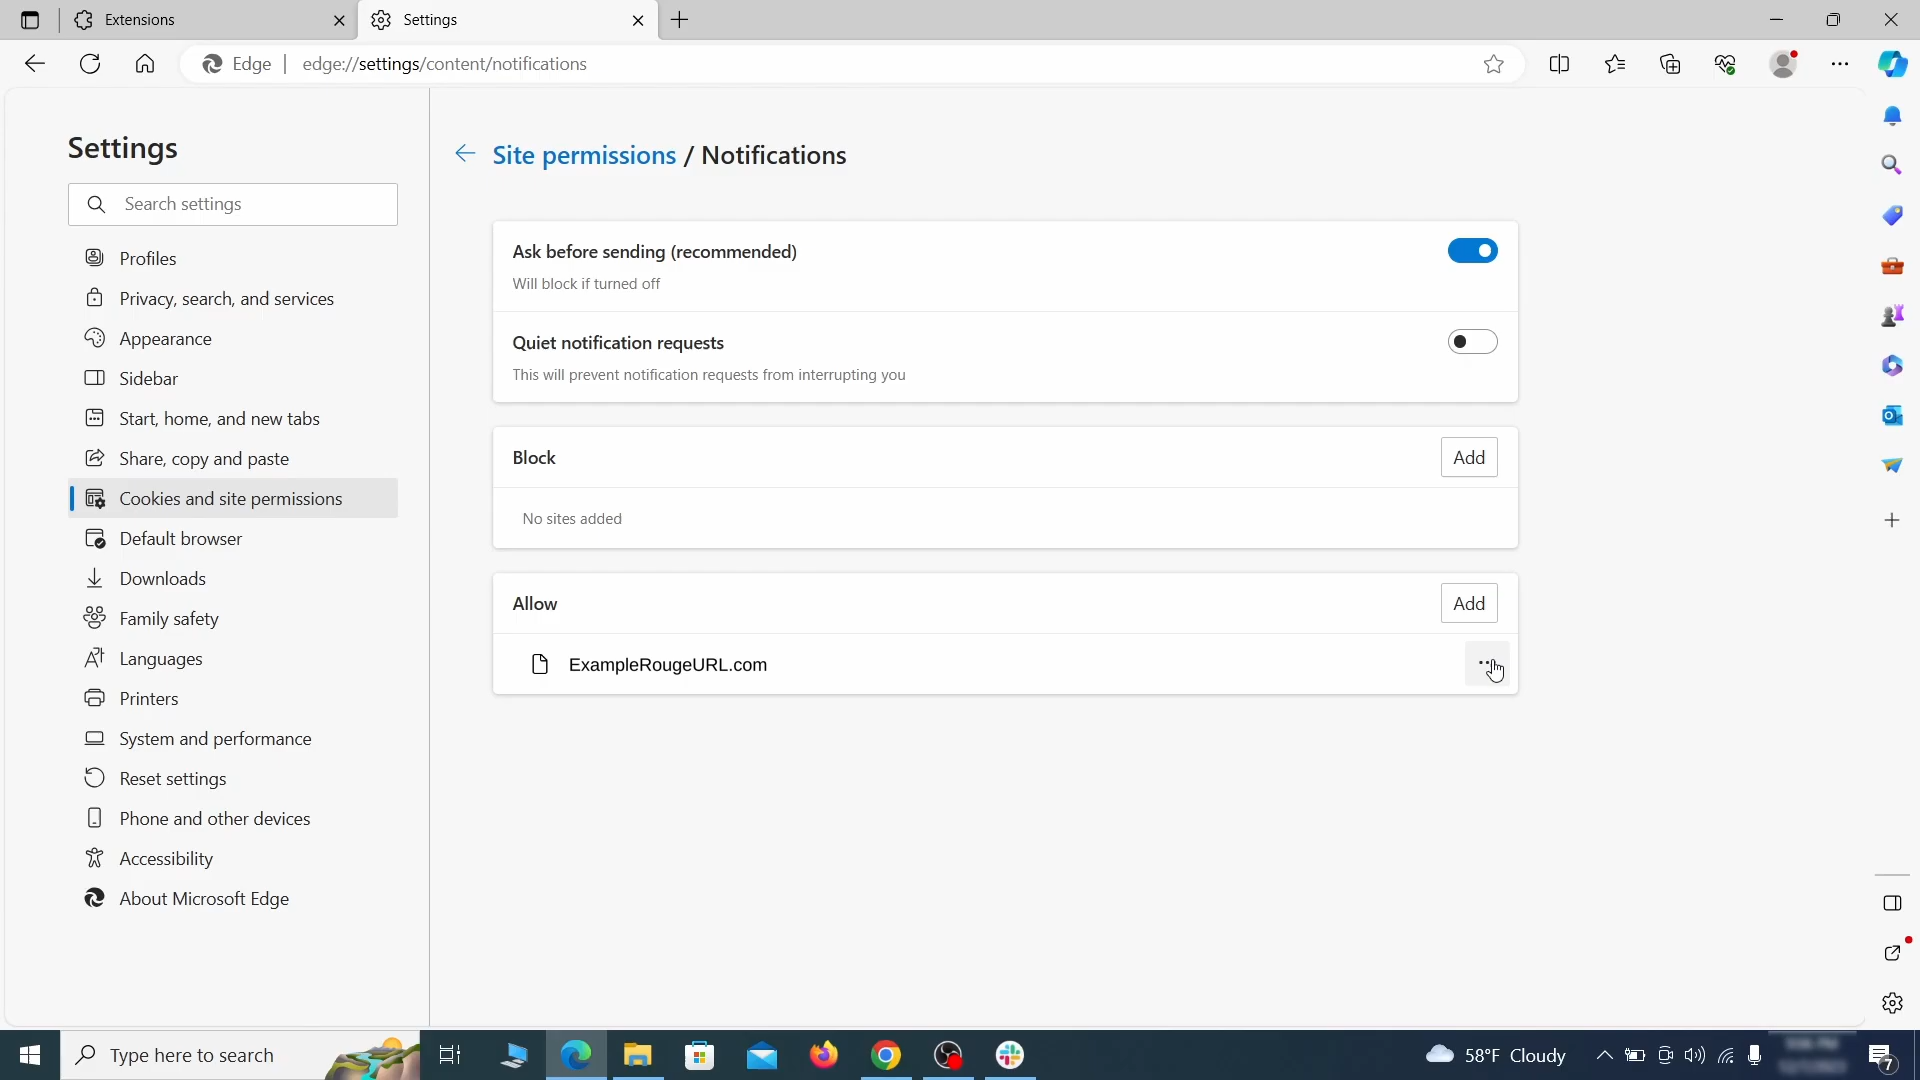 Extensions
Settings
Edge | edge://settings/content/notifications
Settings
Search settings
Profiles
Privacy, search, and services
Appearance
Sidebar
Start, home, and new tabs
Share, copy and paste
Cookies and site permissions
Default browser
Downloads
Family safety
Languages
Printers
System and performance
Reset settings
Phone and other devices
Accessibility
About Microsoft Edge
Site permissions / Notifications
Ask before sending (recommended)
Will block if turned off
Quiet notification requests
This will prevent notification requests from interrupting you
Block
Add
No sites added
Allow
Add
ExampleRougeURL.com
Type here to search
58°F Cloudy
7